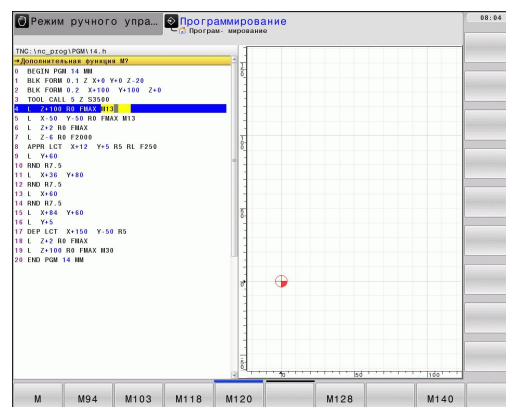 Режим ручного упра...
Программирование
Програм- мирование
08:04
TNC:\nc_prog\PGM\14.h
→Дополнительная функция M?
0 BEGIN PGM 14 MM
1 BLK FORM 0.1 Z X+0 Y+0 Z-20
2 BLK FORM 0.2 X+100 Y+100 Z+0
3 TOOL CALL 5 Z S3500
4 L Z+100 R0 FMAX M13
5 L X-50 Y-50 R0 FMAX M13
6 L Z+2 R0 FMAX
7 L Z-6 R0 F2000
8 APPR LCT X+12 Y+5 R5 RL F250
9 L Y+60
10 RND R7.5
11 L X+36 Y+80
12 RND R7.5
13 L X+60
14 RND R7.5
15 L X+84 Y+60
16 L Y+5
17 DEP LCT X+150 Y-50 R5
18 L Z+2 R0 FMAX
19 L Z+100 R0 FMAX M30
20 END PGM 14 MM
0
50
100
M
M94
M103
M118
M120
M128
M140